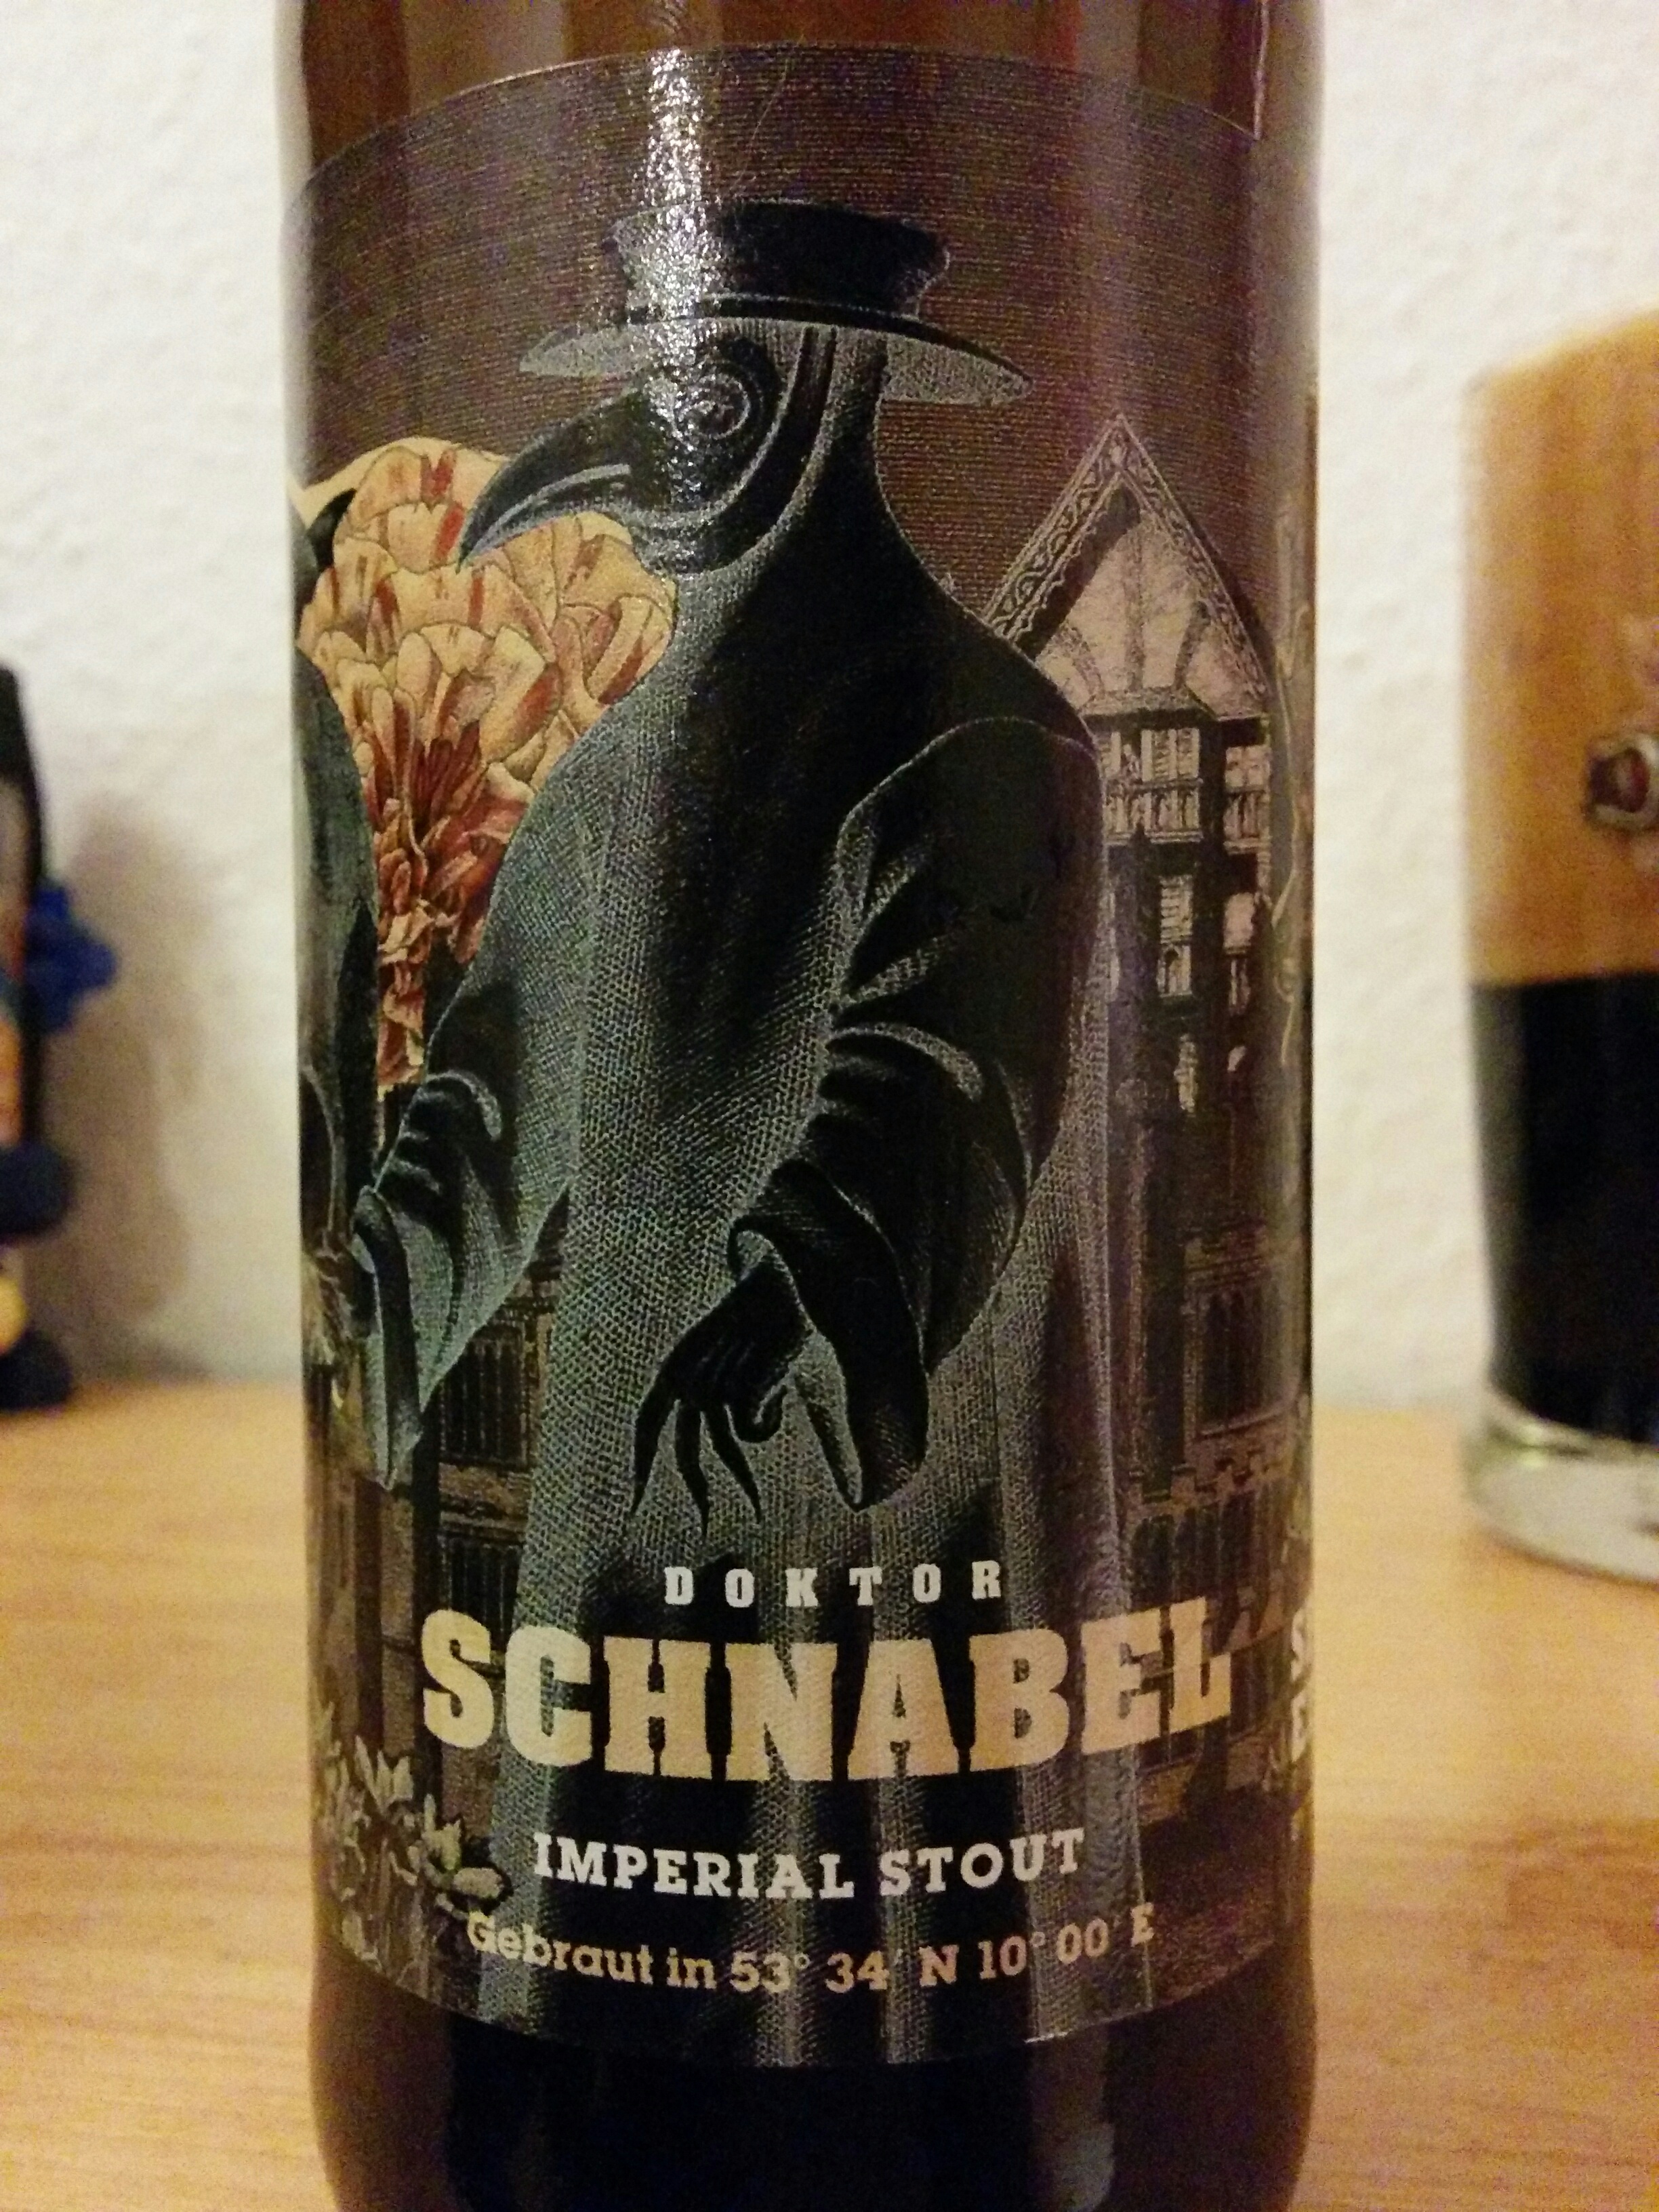 DOKTOR
SCHNABEL
IMPERIAL STOUT
Gebraut in 53° 34' N 10° 00' E